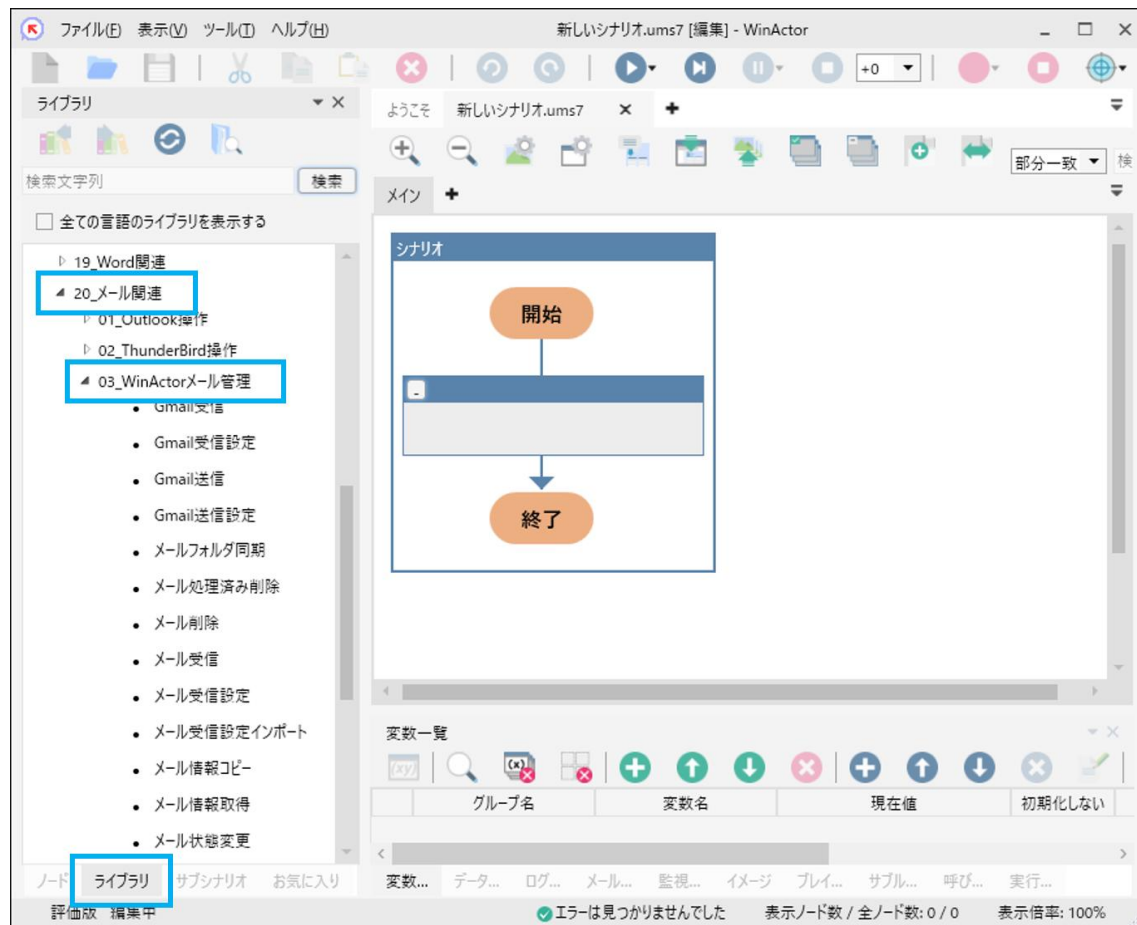 ファイル(F) 表示(V) ツール(T) ヘルプ(H) 新しいシナリオ.ums7 [編集] - WinActor
+0
ライブラリ
ようこそ 新しいシナリオ.ums7
検索文字列 検索
部分一致 検
メイン
全ての言語のライブラリを表示する
19_Word関連
20_メール関連
01_Outlook操作
02_ThunderBird操作
03_WinActorメール管理
Gmail受信
Gmail受信設定
Gmail送信
Gmail送信設定
メールフォルダ同期
メール処理済み削除
メール削除
メール受信
メール受信設定
メール受信設定インポート
メール情報コピー
メール情報取得
メール状態変更
シナリオ
開始
終了
変数一覧
グループ名 変数名 現在値 初期化しない
ノード ライブラリ サブシナリオ お気に入り
変数... データ... ログ... メール... 監視... イメージ ブレイ... サブル... 呼び... 実行...
評価版 編集中 エラーは見つかりませんでした 表示ノード数 / 全ノード数: 0 / 0 表示倍率: 100%